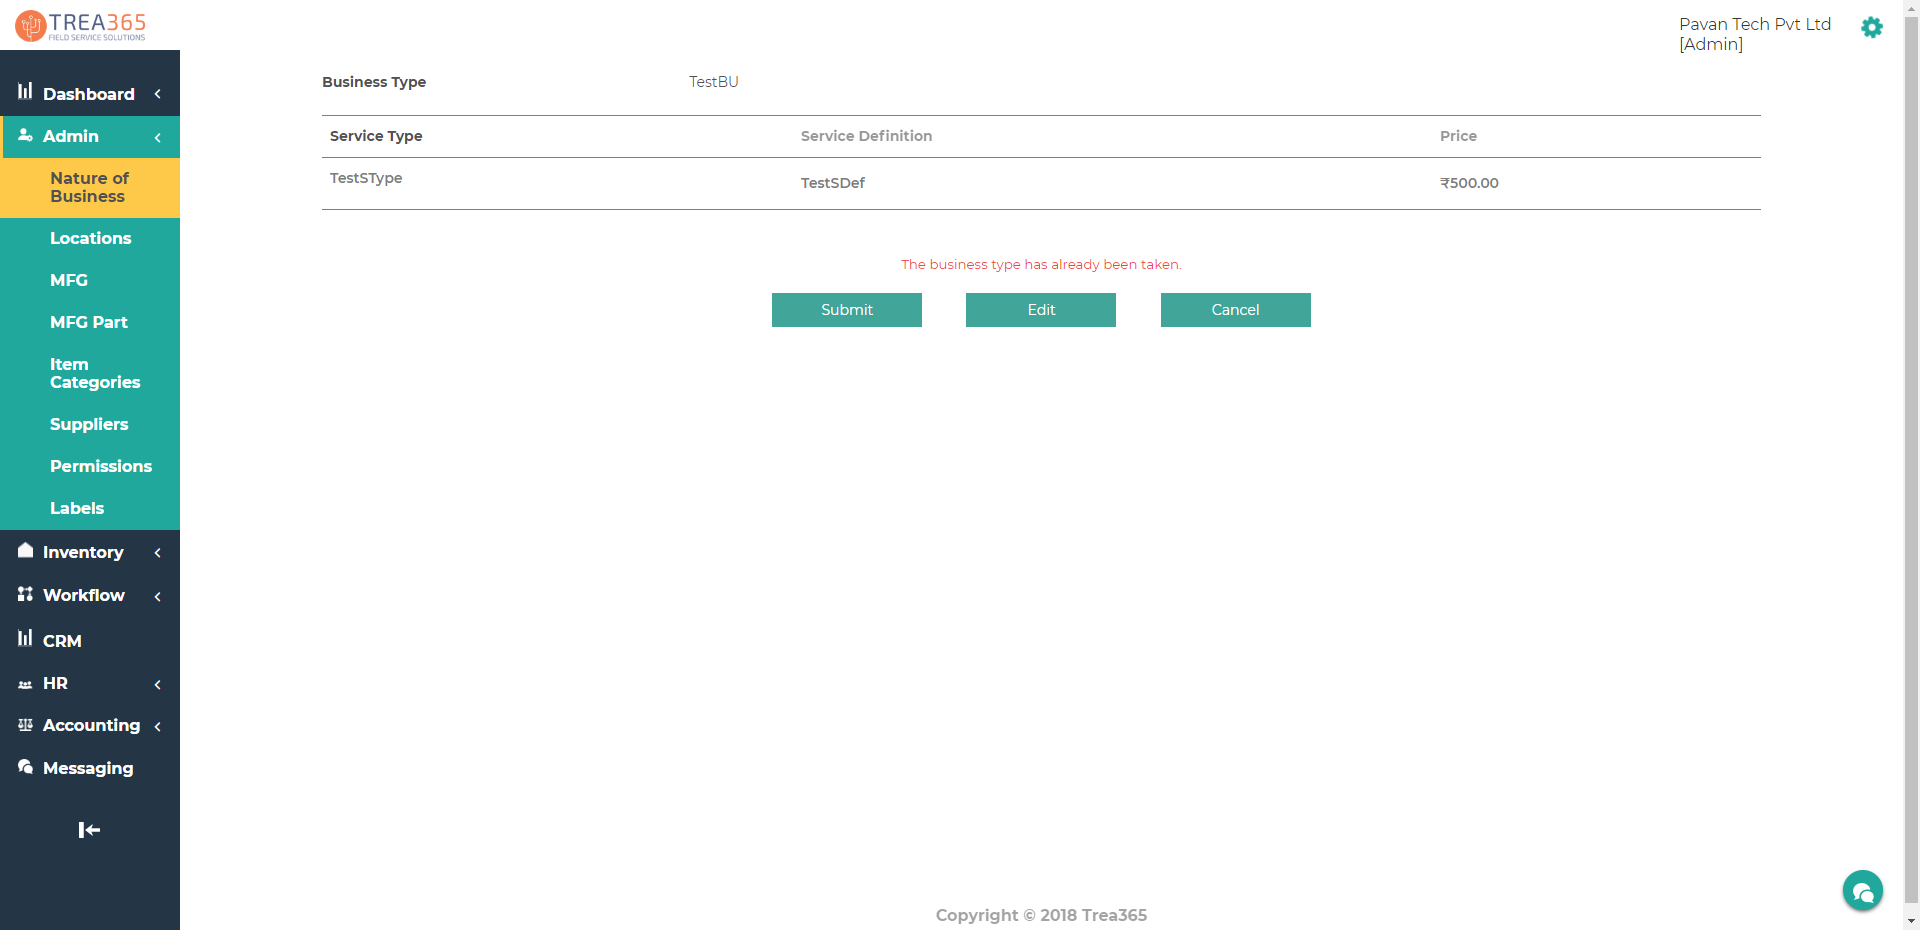 TREA365
FIELD SERVICE SOLUTIONS
Pavan Tech Pvt Ltd
[Admin]
Dashboard
Admin
Nature of
Business
Locations
MFG
MFG Part
Item
Categories
Suppliers
Permissions
Labels
Inventory
Workflow
CRM
HR
Accounting
Messaging
Business Type TestBU
Service Type Service Definition Price
TestSType TestSDef ₹500.00
The business type has already been taken.
Submit Edit Cancel
Copyright © 2018 Trea365